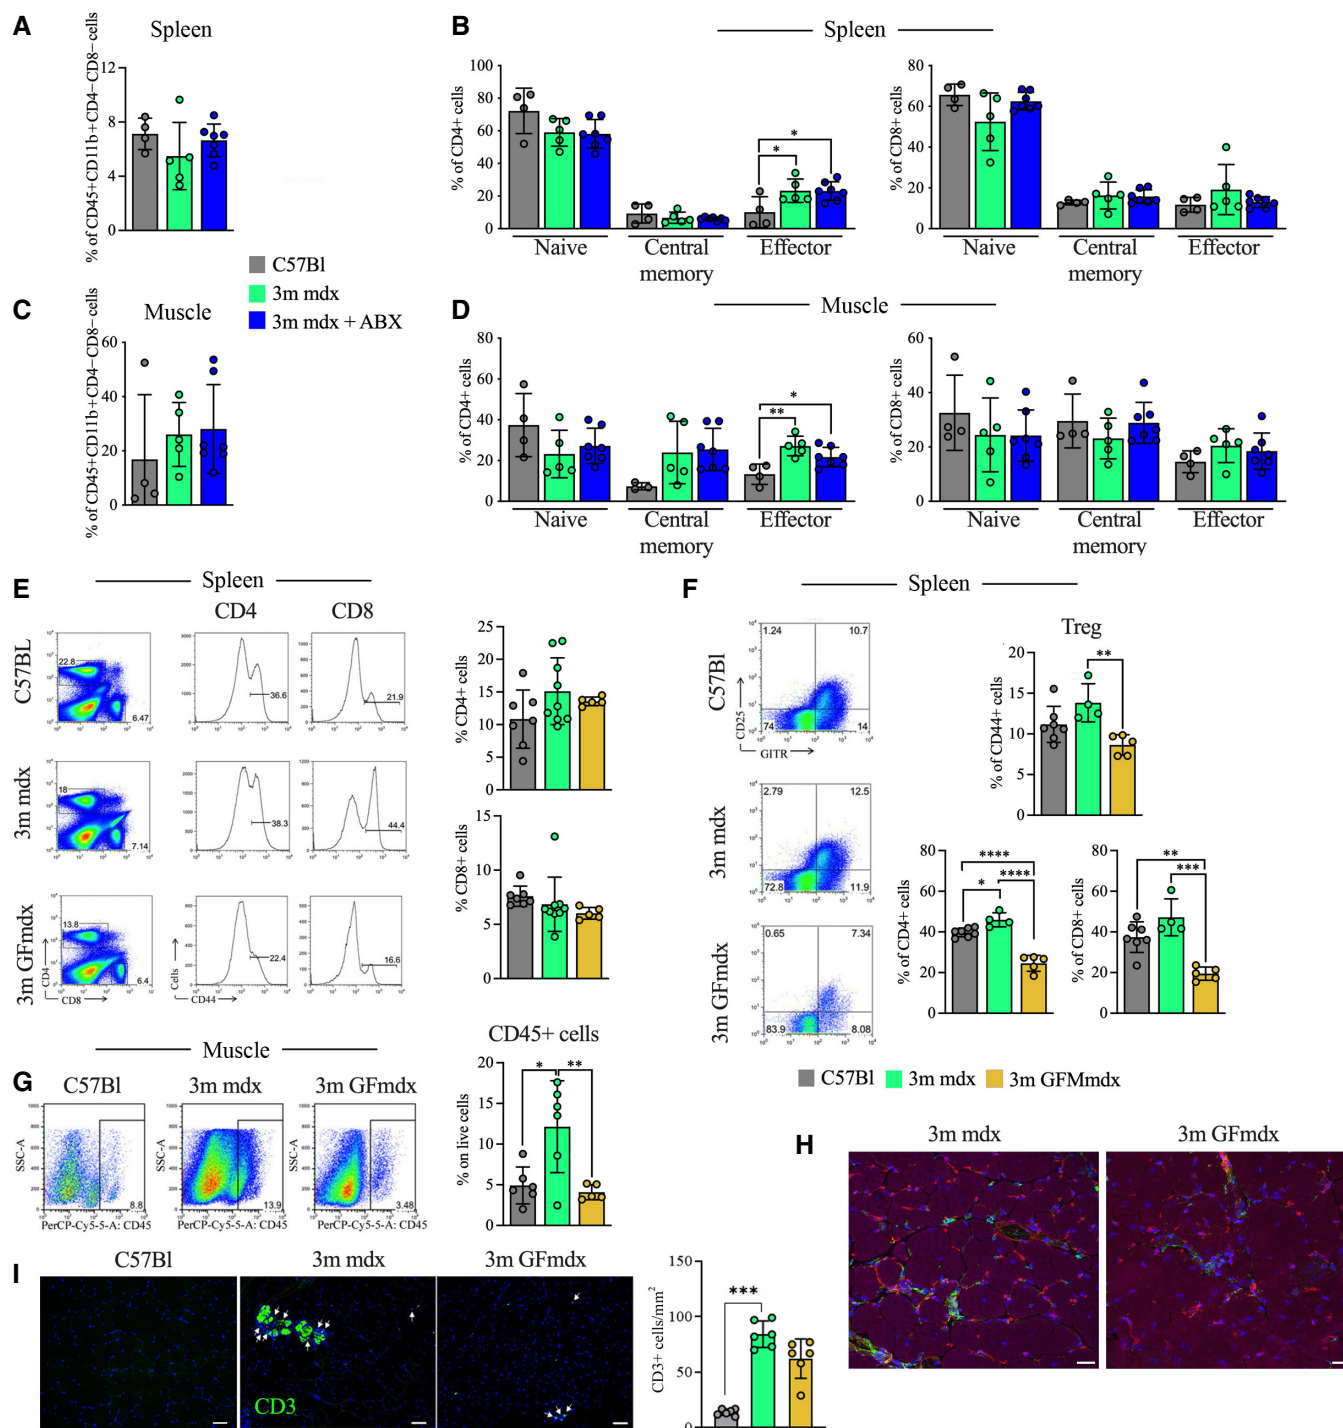 A
Spleen
% of CD45+CD11b+CD4−CD8−cells
12
8
4
0
B
Spleen
% of CD4+ cells
100
80
60
40
20
0
*
*
Naive
Central
memory
Effector
% of CD8+ cells
80
60
40
20
0
Naive
Central
memory
Effector
C57Bl
3m mdx
3m mdx + ABX
C
Muscle
% of CD45+CD11b+CD4−CD8−cells
60
40
20
0
D
Muscle
% of CD4+ cells
80
60
40
20
0
*
**
Naive
Central
memory
Effector
% of CD8+ cells
80
60
40
20
0
Naive
Central
memory
Effector
E
Spleen
CD4
CD8
C57BL
22.8
6.47
36.6
21.9
3m mdx
18
7.14
38.3
44.4
3m GFmdx
13.8
6.4
22.4
16.6
CD4
CD8
Cells
CD44
% CD4+ cells
25
20
15
10
5
0
% CD8+ cells
15
10
5
0
F
Spleen
C57Bl
1.24
10.7
74
14
CD25
GITR
3m mdx
2.79
12.5
72.8
11.9
3m GFmdx
0.65
7.34
83.9
8.08
Treg
% of CD44+ cells
20
15
10
5
0
**
% of CD4+ cells
80
60
40
20
0
****
*
****
% of CD8+ cells
80
60
40
20
0
**
***
C57Bl
3m mdx
3m GFMmdx
G
Muscle
C57Bl
3m mdx
3m GFmdx
SSC-A
8.8
PerCP-Cy5-5-A: CD45
SSC-A
13.9
PerCP-Cy5-5-A: CD45
SSC-A
3.48
PerCP-Cy5-5-A: CD45
CD45+ cells
% on live cells
20
15
10
5
0
*
**
H
3m mdx
3m GFmdx
I
C57Bl
3m mdx
3m GFmdx
CD3
CD3+ cells/mm²
150
100
50
0
***